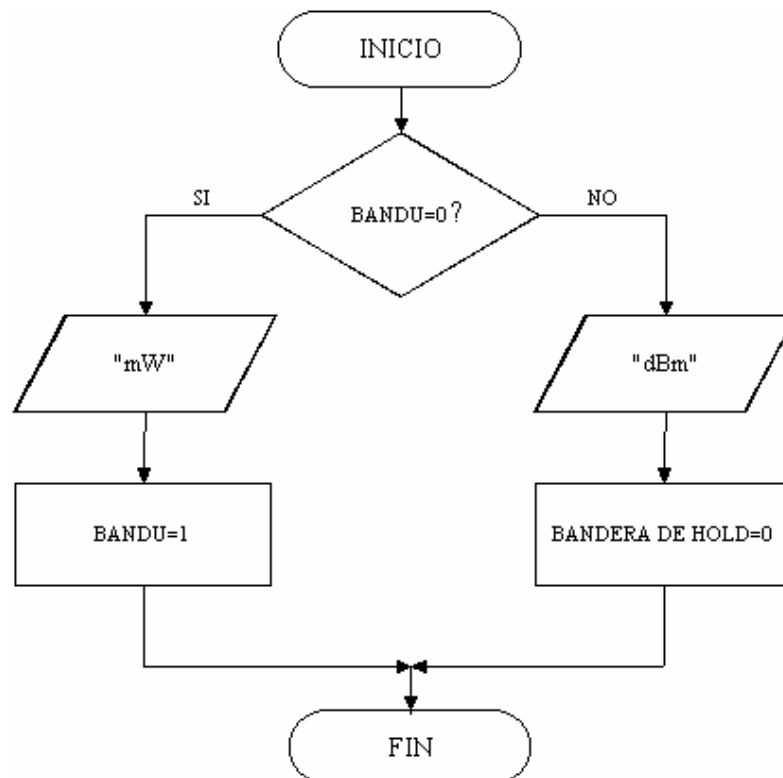 INICIO
BANDU=0?
SI
NO
"mW"
"dBm"
BANDU=1
BANDERA DE HOLD=0
FIN